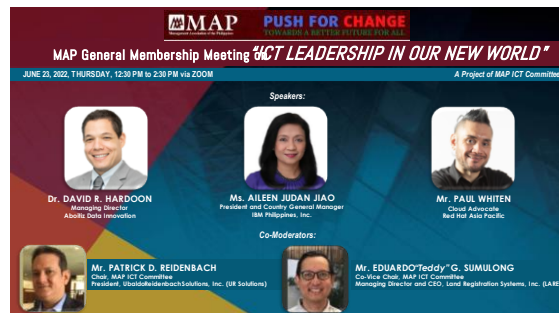 MAP
Management Association of the Philippines
PUSH FOR CHANGE
TOWARDS A BETTER FUTURE FOR ALL
MAP General Membership Meeting on "ICT LEADERSHIP IN OUR NEW WORLD"
JUNE 23, 2022, THURSDAY, 12:30 PM to 2:30 PM via ZOOM
A Project of MAP ICT Committee
Speakers:
Dr. DAVID R. HARDOON
Managing Director
Aboitiz Data Innovation
Ms. AILEEN JUDAN JIAO
President and Country General Manager
IBM Philippines, Inc.
Mr. PAUL WHITEN
Cloud Advocate
Red Hat Asia Pacific
Co-Moderators:
Mr. PATRICK D. REIDENBACH
Chair, MAP ICT Committee
President, UbaldoReidenbachSolutions, Inc. (UR Solutions)
Mr. EDUARDO"Teddy"G. SUMULONG
Co-Vice Chair, MAP ICT Committee
Managing Director and CEO, Land Registration Systems, Inc. (LARE